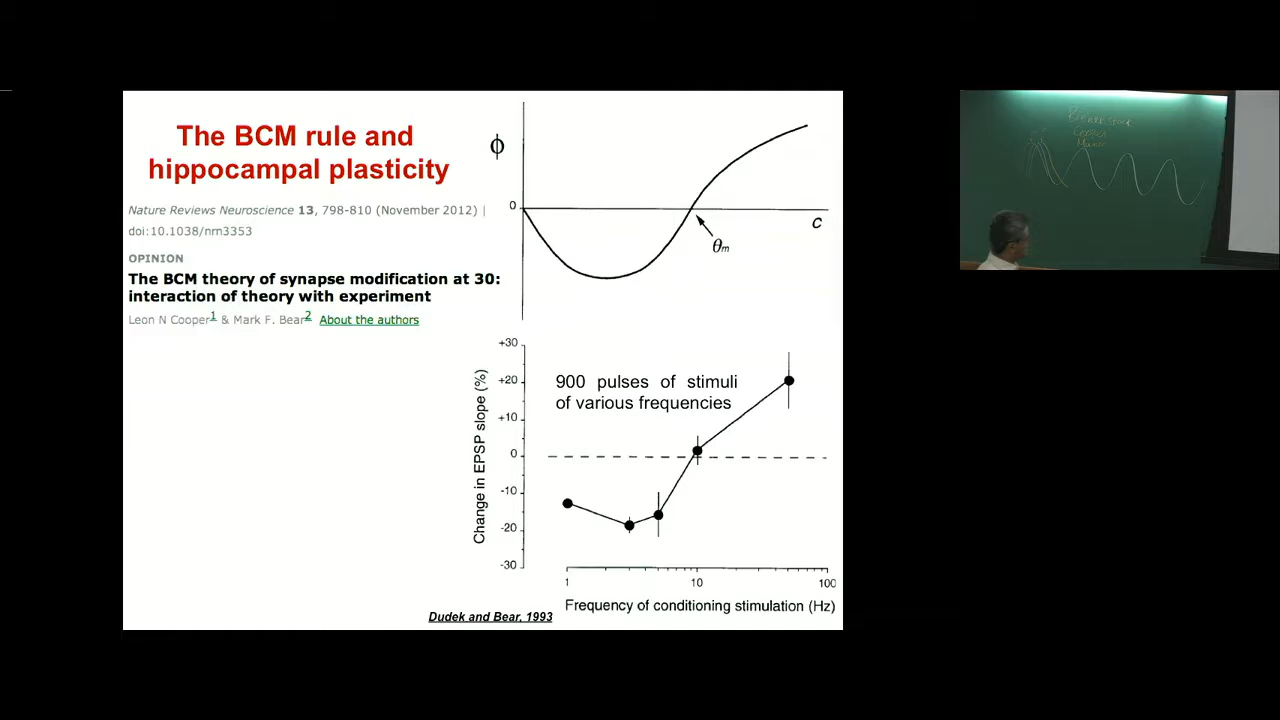 The BCM rule and
hippocampal plasticity
Nature Reviews Neuroscience 13, 798-810 (November 2012) |
doi:10.1038/nrn3353
OPINION
The BCM theory of synapse modification at 30:
interaction of theory with experiment
Leon N Cooper1 & Mark F. Bear2 About the authors
ϕ
0
c
θm
+30
+20
+10
0
-10
-20
-30
Change in EPSP slope (%)
900 pulses of stimuli
of various frequencies
1 10 100
Frequency of conditioning stimulation (Hz)
Dudek and Bear, 1993